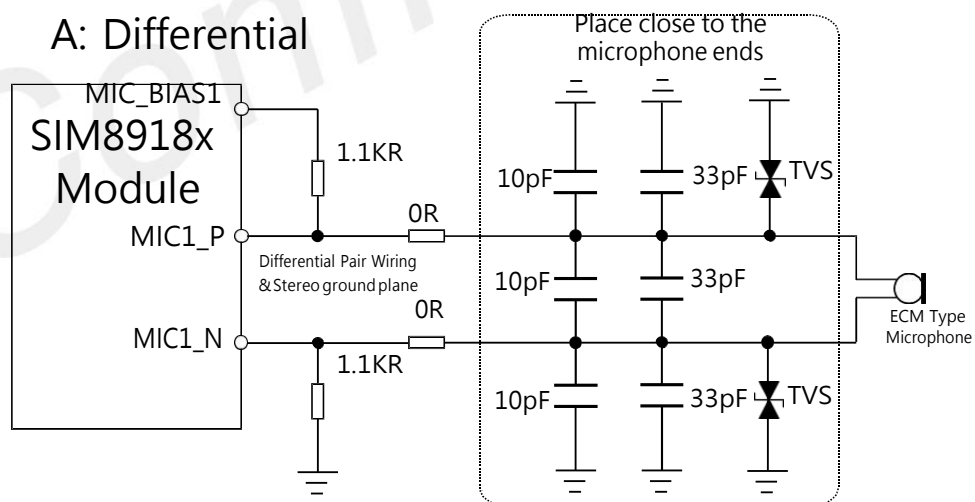 A: Differential
Place close to the
microphone ends
MIC_BIAS1
SIM8918x
Module
1.1KR
10pF
33pF
TVS
MIC1_P
0R
Differential Pair Wiring
&Stereo ground plane
10pF
33pF
0R
ECM Type
Microphone
MIC1_N
1.1KR
10pF
33pF
TVS